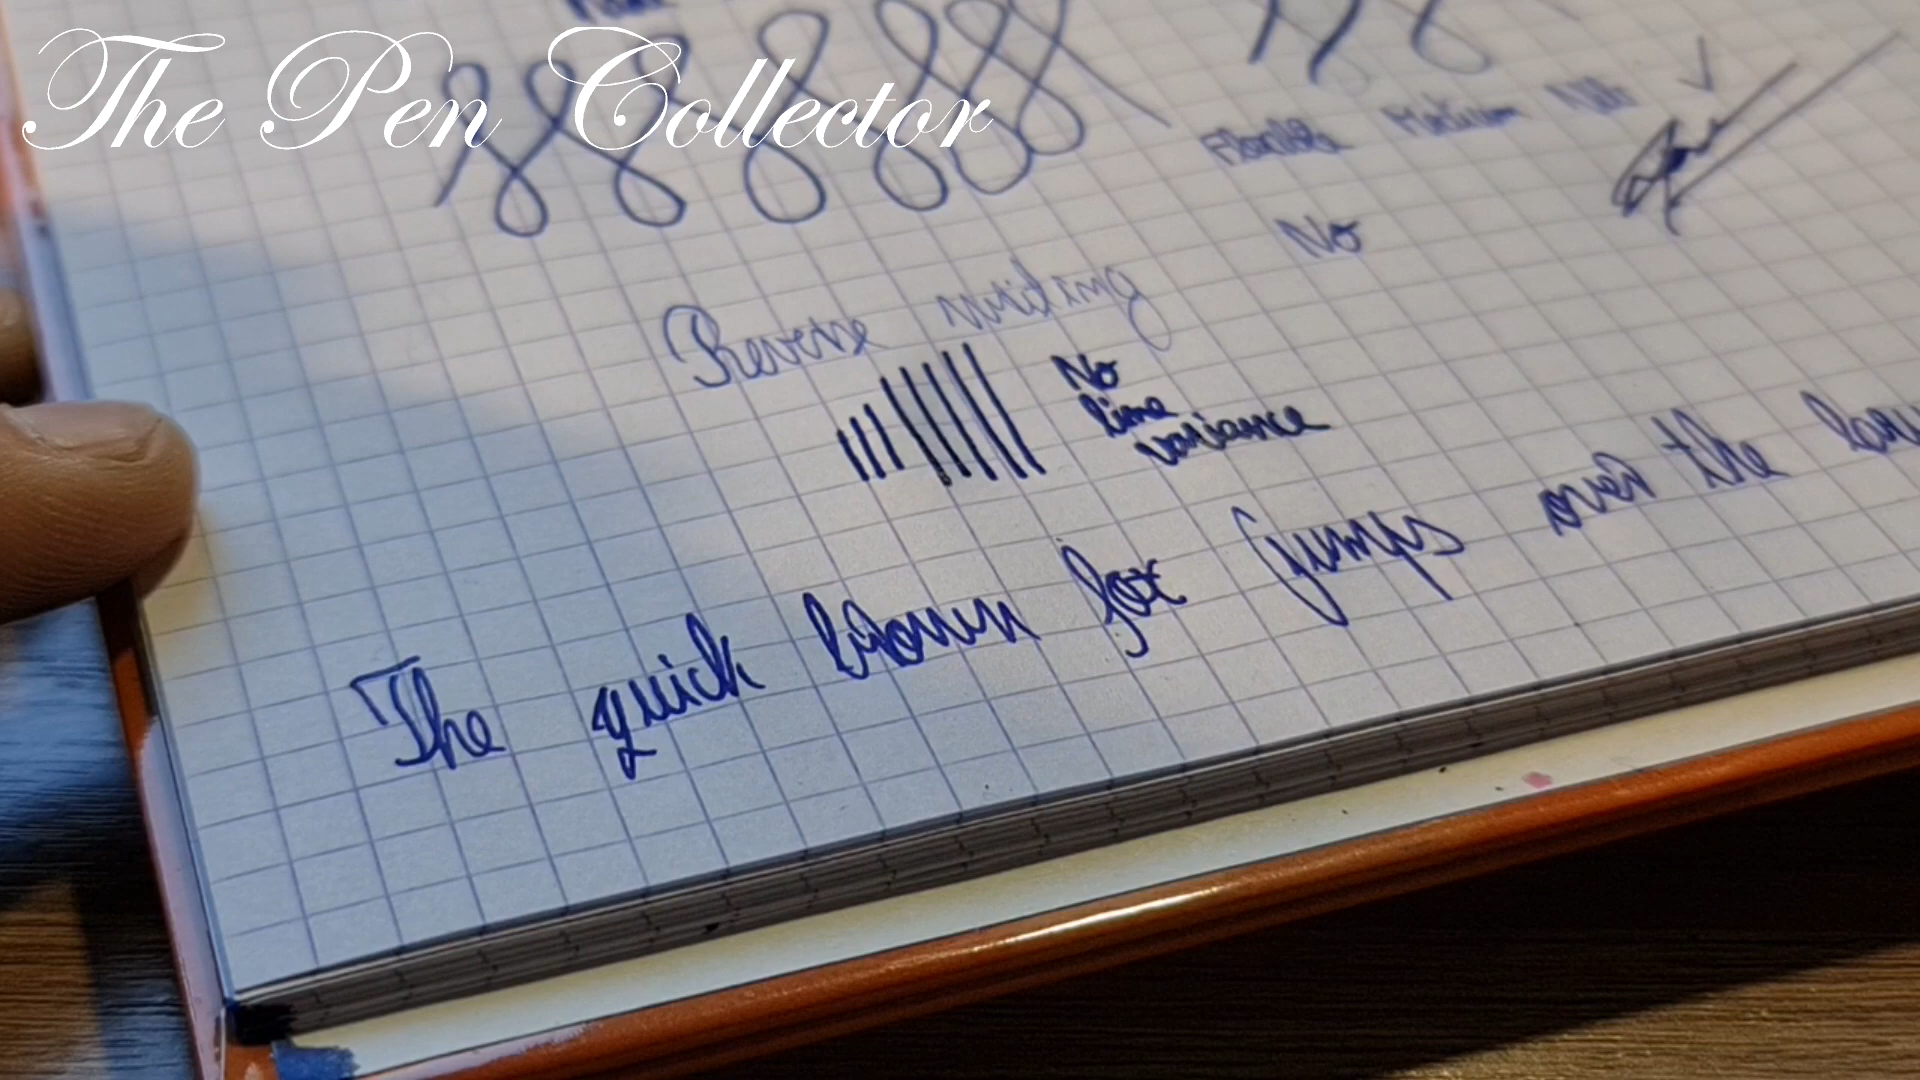 The Pen Collector
Flexible Medium Nib
No
Reverse writing
No
line
variance
The quick brown fox jumps over the